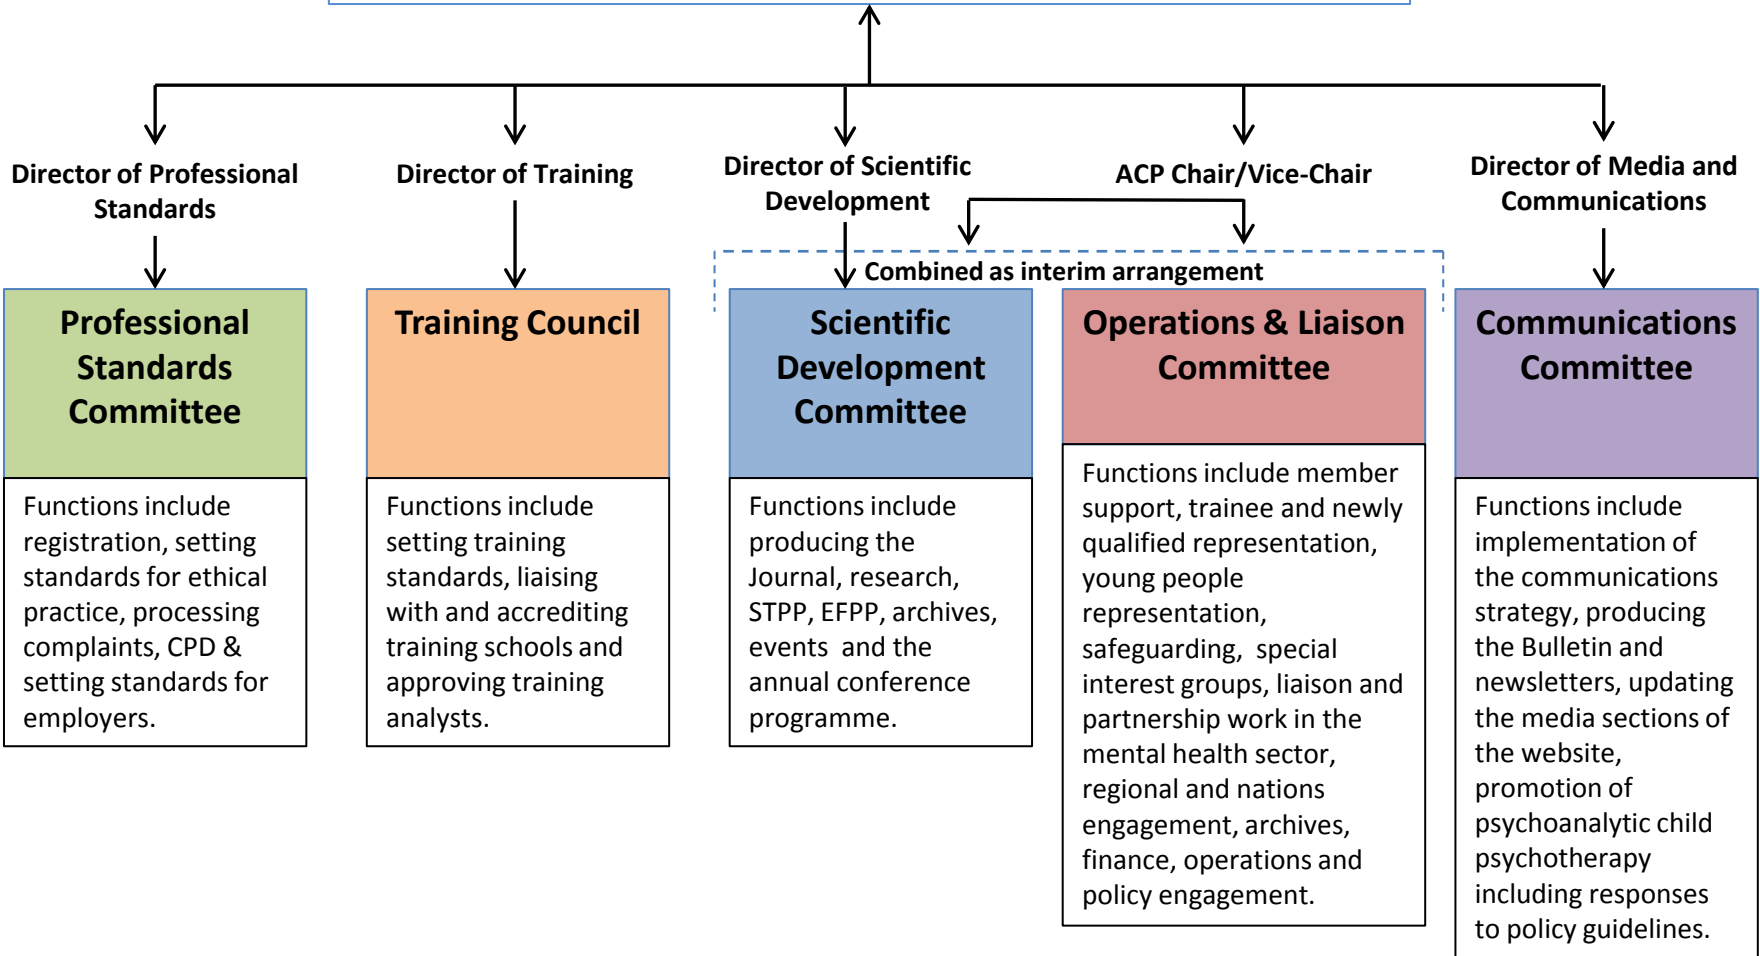 Director of Professional
Standards
Director of Training
Director of Scientific
Development
ACP Chair/Vice-Chair
Director of Media and
Communications
Combined as interim arrangement
Professional
Standards
Committee
Functions include
registration, setting
standards for ethical
practice, processing
complaints, CPD &
setting standards for
employers.
Training Council
Functions include
setting training
standards, liaising
with and accrediting
training schools and
approving training
analysts.
Scientific
Development
Committee
Functions include
producing the
Journal, research,
STPP, EFPP, archives,
events and the
annual conference
programme.
Operations & Liaison
Committee
Functions include member
support, trainee and newly
qualified representation,
young people
representation,
safeguarding, special
interest groups, liaison and
partnership work in the
mental health sector,
regional and nations
engagement, archives,
finance, operations and
policy engagement.
Communications
Committee
Functions include
implementation of
the communications
strategy, producing
the Bulletin and
newsletters, updating
the media sections of
the website,
promotion of
psychoanalytic child
psychotherapy
including responses
to policy guidelines.